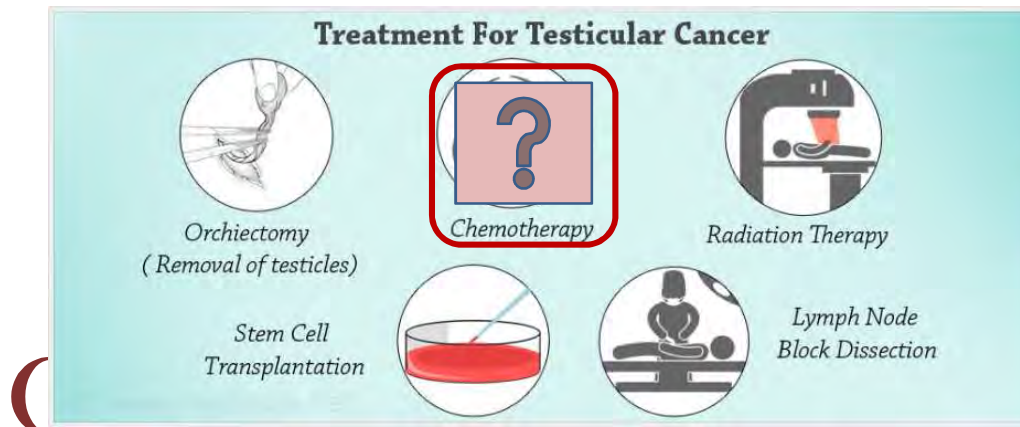 Treatment For Testicular Cancer
?
Orchiectomy
( Removal of testicles)
Chemotherapy
Radiation Therapy
Stem Cell
Transplantation
Lymph Node
Block Dissection